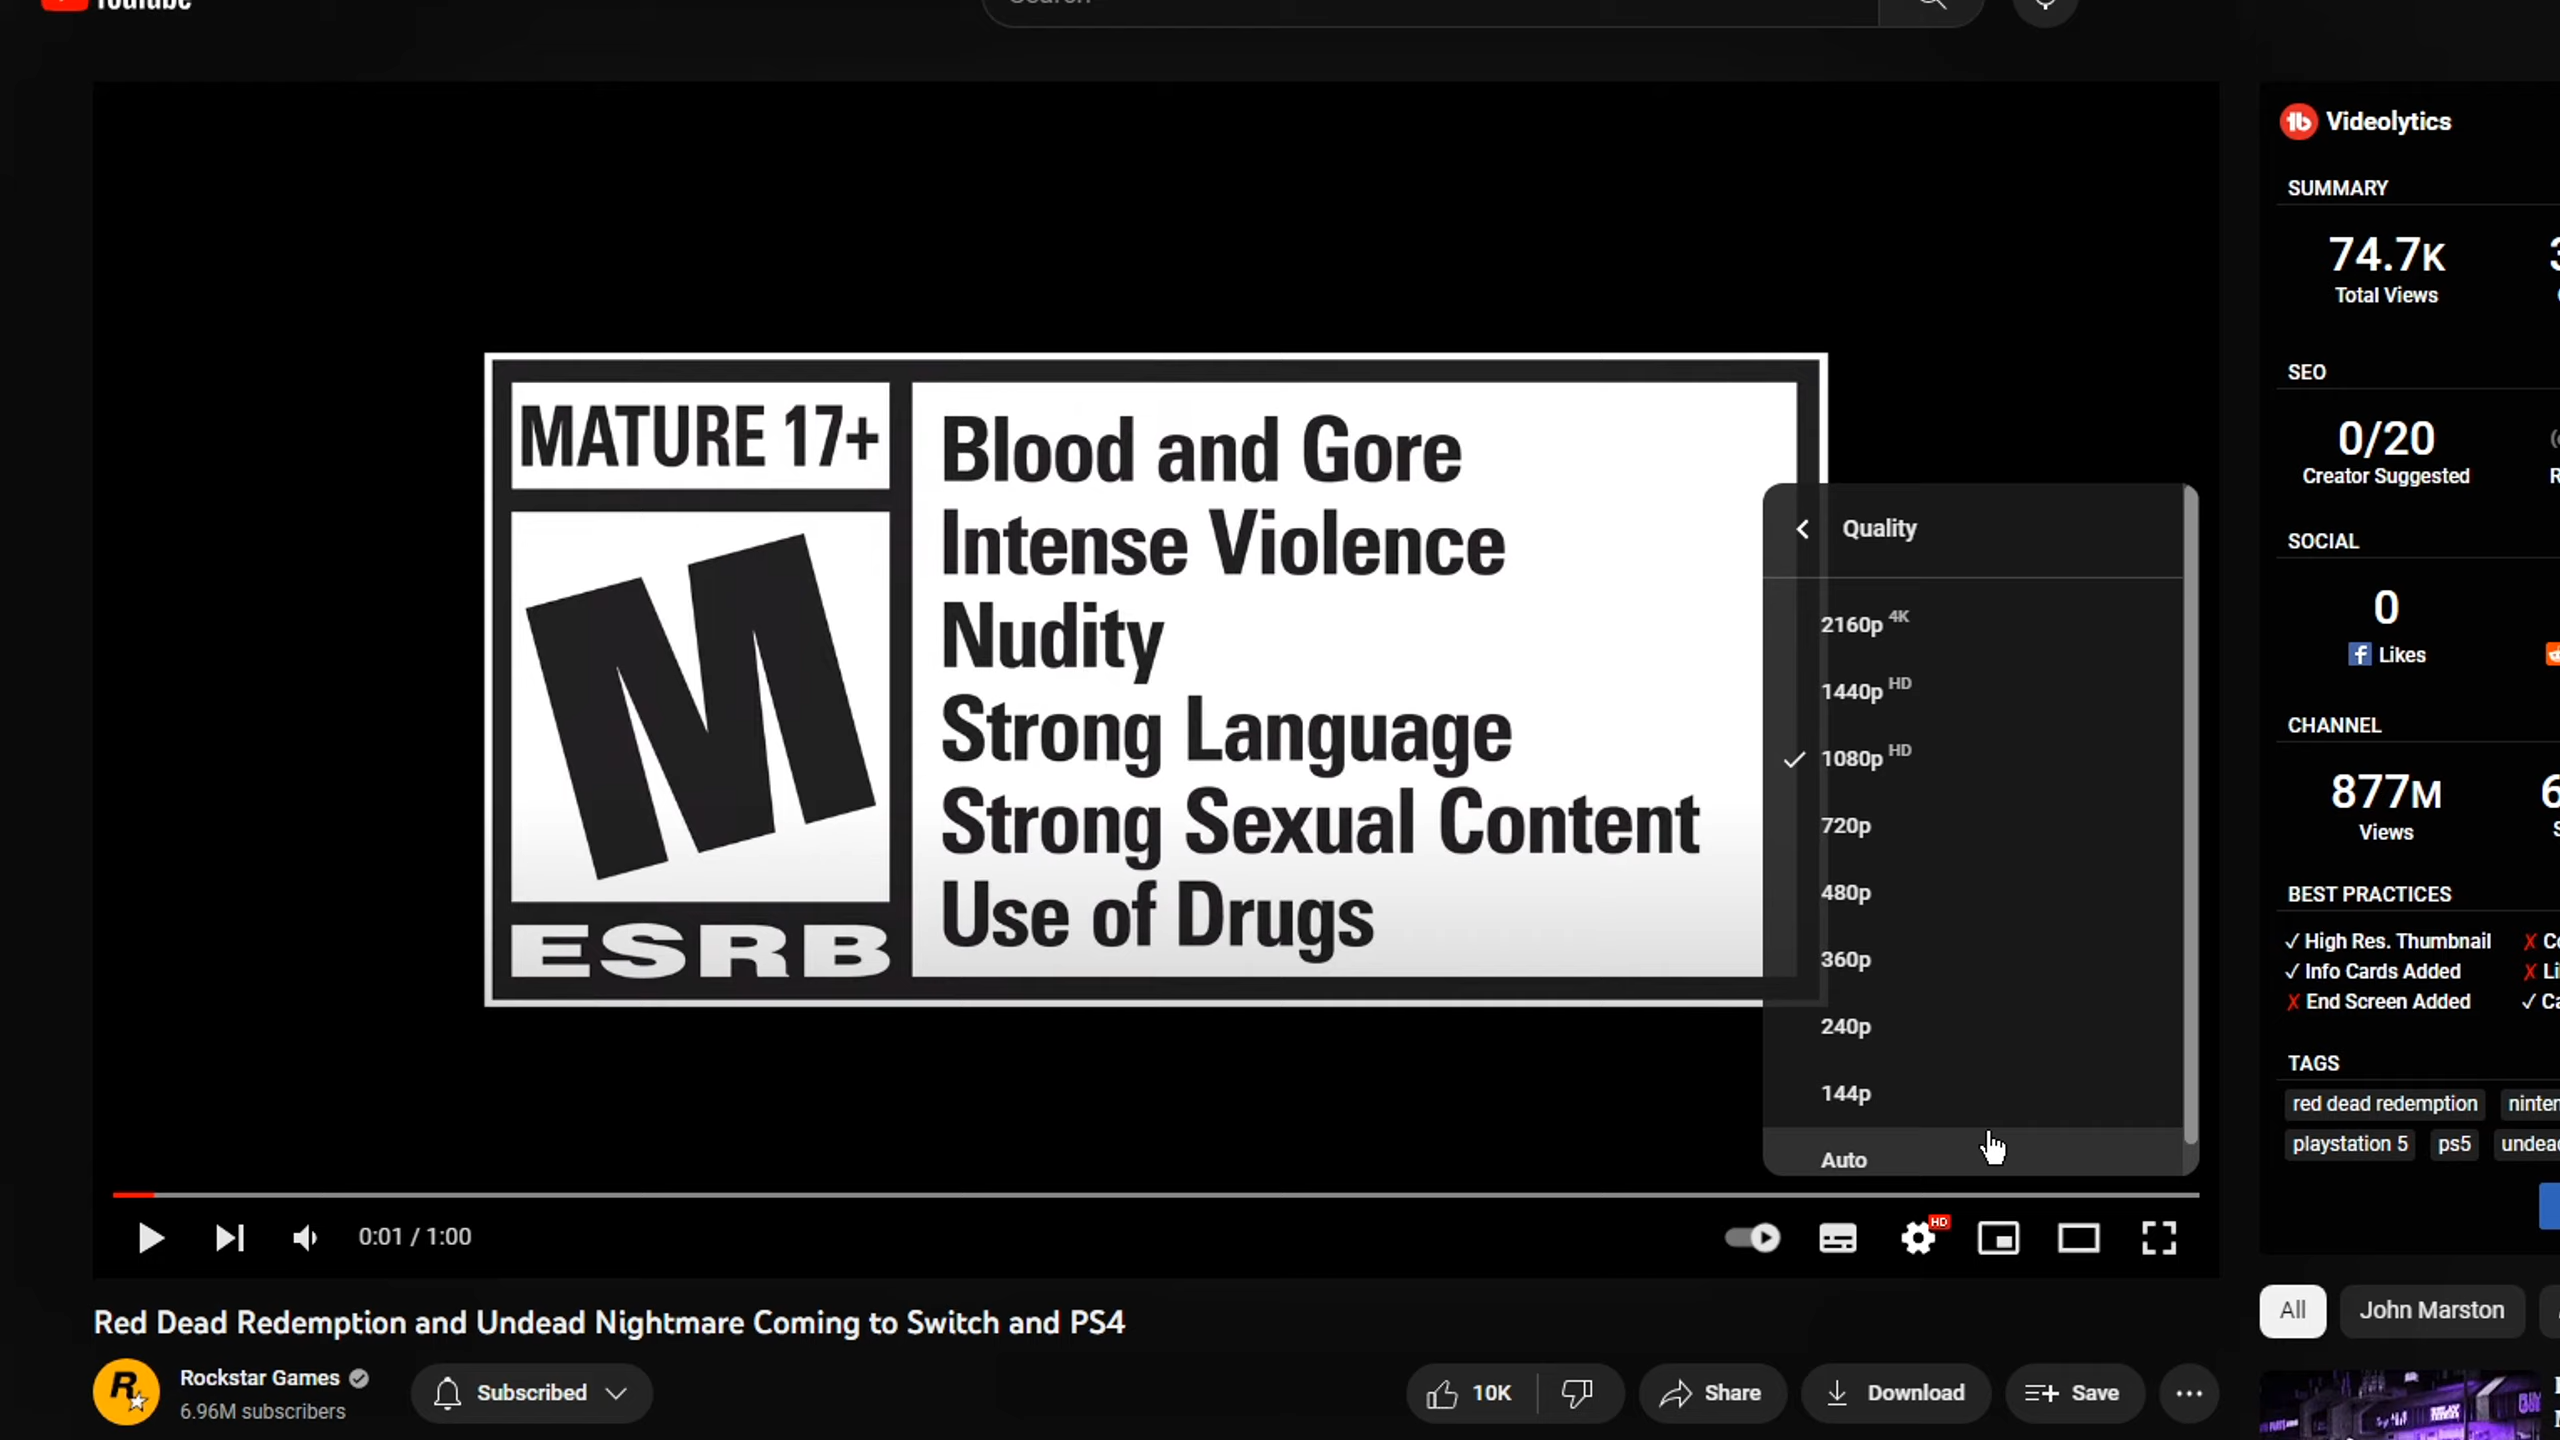 YouTube
Search
MATURE 17+
M
ESRB
Blood and Gore
Intense Violence
Nudity
Strong Language
Strong Sexual Content
Use of Drugs
Quality
2160p 4K
1440p HD
1080p HD
720p
480p
360p
240p
144p
Auto
0:01 / 1:00
HD
Red Dead Redemption and Undead Nightmare Coming to Switch and PS4
Rockstar Games
6.96M subscribers
Subscribed
10K
Share
Download
Save
Videolytics
SUMMARY
74.7K
Total Views
SEO
0/20
Creator Suggested
SOCIAL
0
Likes
CHANNEL
877M
Views
BEST PRACTICES
✓ High Res. Thumbnail
✓ Info Cards Added
✗ End Screen Added
TAGS
red dead redemption
playstation 5 ps5
All
John Marston